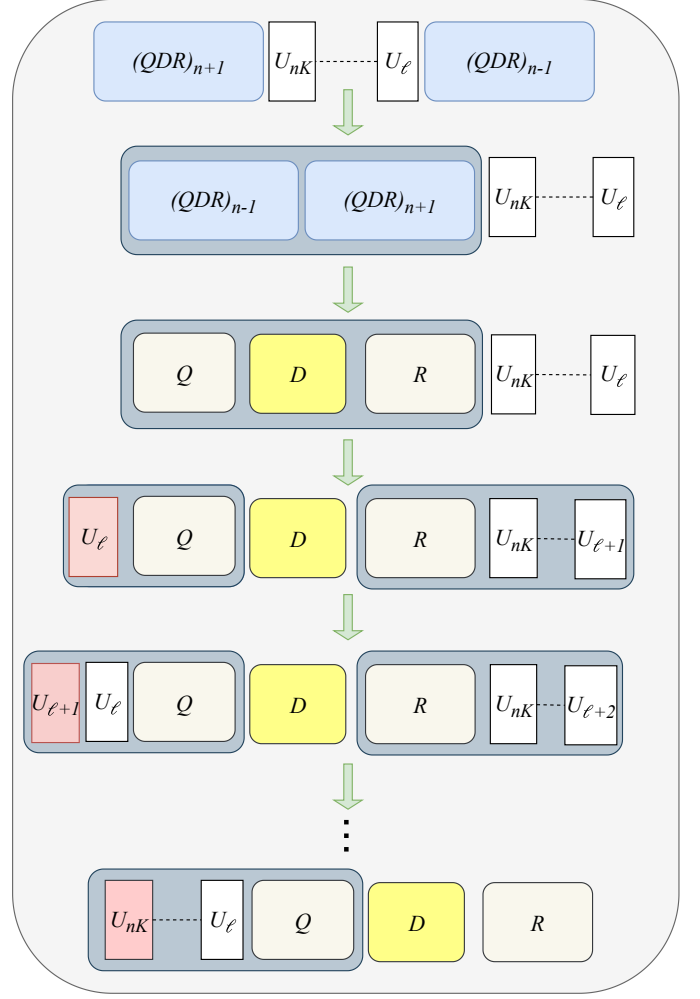 (QDR)n+1 UnK Uℓ (QDR)n-1
(QDR)n-1 (QDR)n+1 UnK Uℓ
Q D R UnK Uℓ
Uℓ Q D R UnK Uℓ+1
Uℓ+1 Uℓ Q D R UnK Uℓ+2
UnK Uℓ Q D R